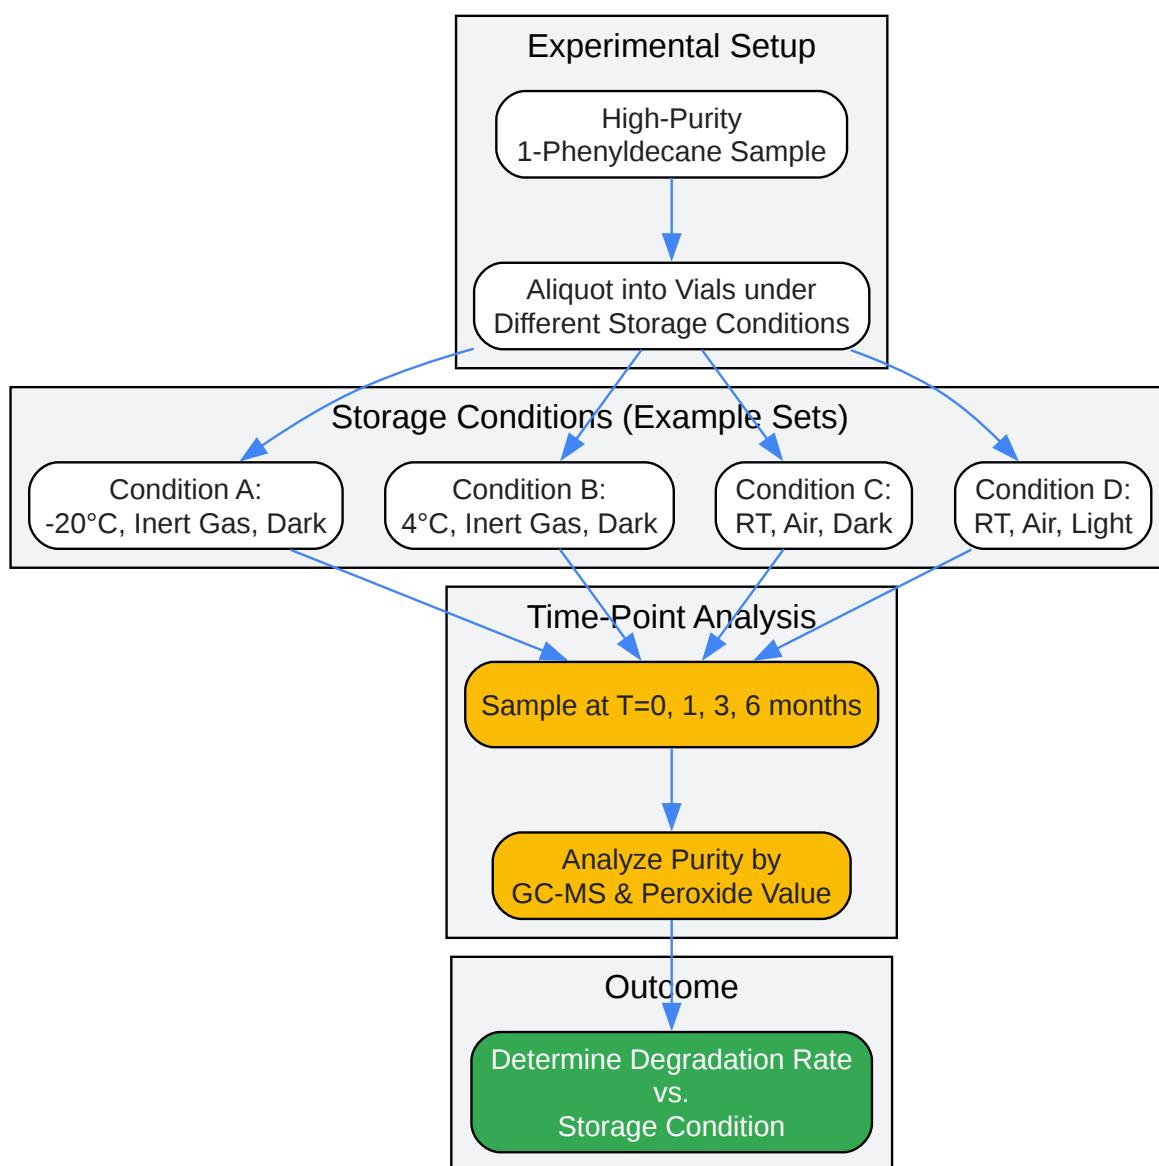 Experimental Setup
High-Purity
1-Phenyldecane Sample
Aliquot into Vials under
Different Storage Conditions
Storage Conditions (Example Sets)
Condition A:
-20°C, Inert Gas, Dark
Condition B:
4°C, Inert Gas, Dark
Condition C:
RT, Air, Dark
Condition D:
RT, Air, Light
Time-Point Analysis
Sample at T=0, 1, 3, 6 months
Analyze Purity by
GC-MS & Peroxide Value
Outcome
Determine Degradation Rate
vs.
Storage Condition